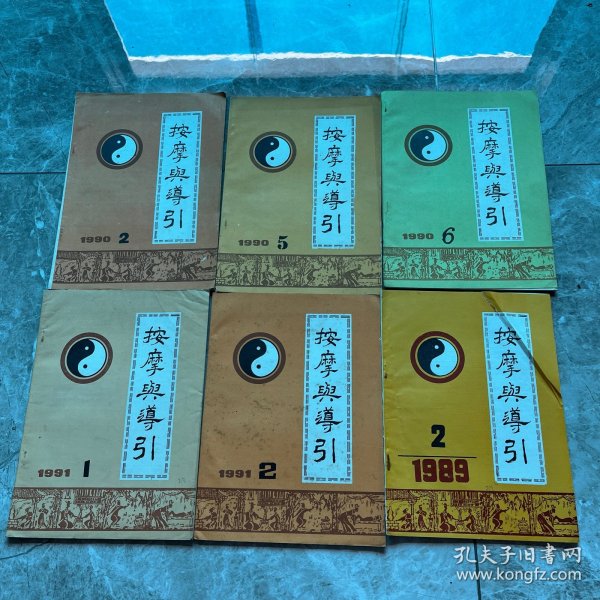 按摩與導引
1990 2
按摩與導引
1990 5
按摩與導引
1990 6
按摩與導引
1991 1
按摩與導引
1991 2
按摩與導引
2
1989
孔夫子旧书网
www.kongfz.com